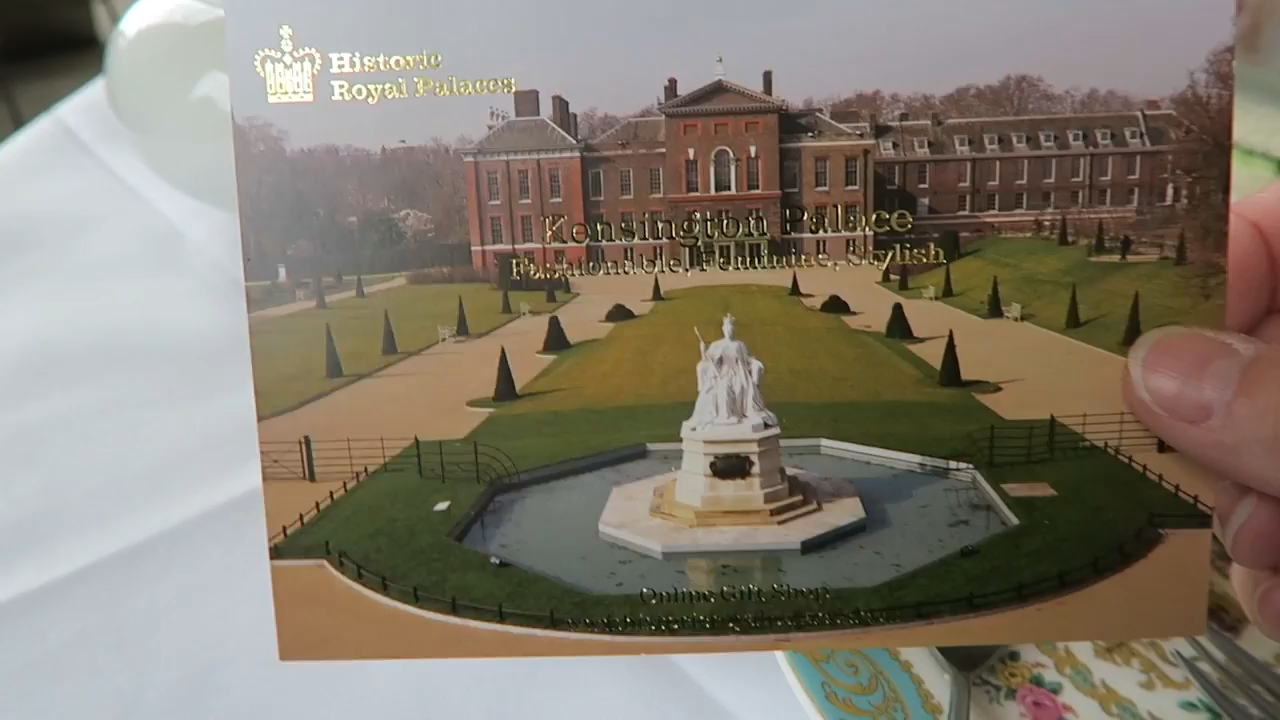 Historic
Royal Palaces
Kensington Palace
Fashionable, Feminine, Stylish
Online Gift Shop